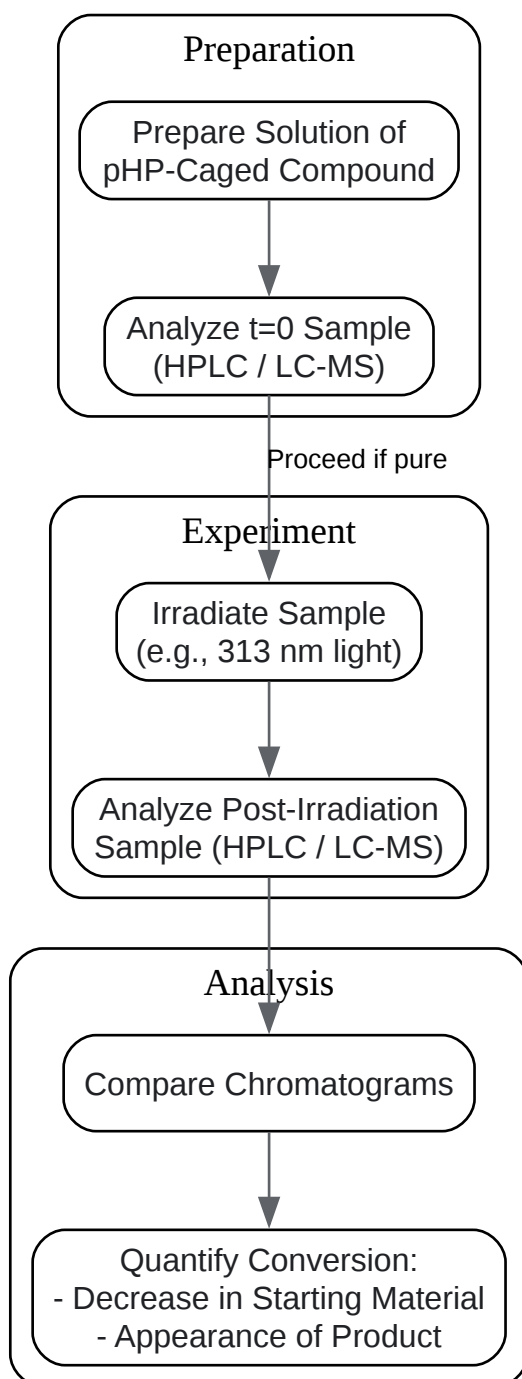 Preparation
Prepare Solution of
pHP-Caged Compound
Analyze t=0 Sample
(HPLC / LC-MS)
Proceed if pure
Experiment
Irradiate Sample
(e.g., 313 nm light)
Analyze Post-Irradiation
Sample (HPLC / LC-MS)
Analysis
Compare Chromatograms
Quantify Conversion:
- Decrease in Starting Material
- Appearance of Product